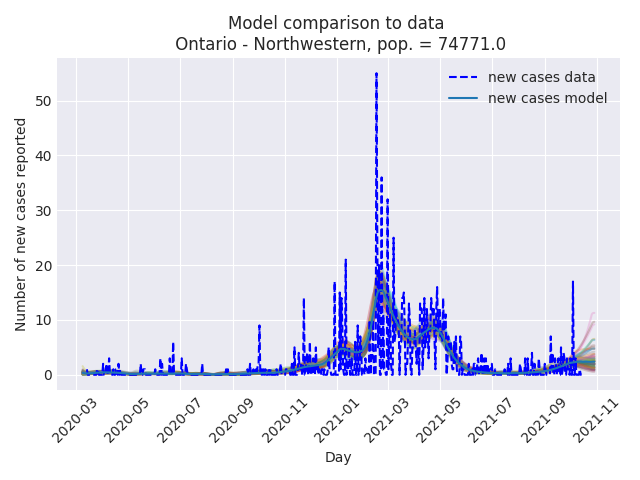 Model comparison to data
Ontario - Northwestern, pop. = 74771.0
new cases data
new cases model
Number of new cases reported
50
40
30
20
10
0
2020-03
2020-05
2020-07
2020-09
2020-11
2021-01
2021-03
2021-05
2021-07
2021-09
2021-11
Day